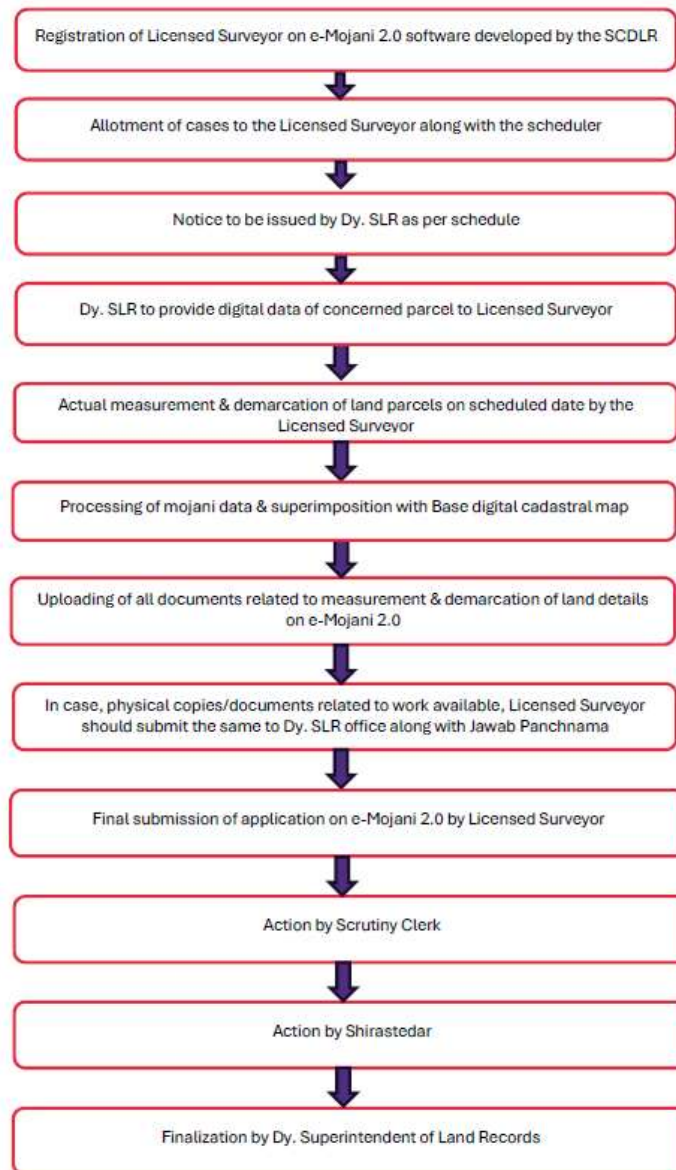 Registration of Licensed Surveyor on e-Mojani 2.0 software developed by the SCDLR
Allotment of cases to the Licensed Surveyor along with the scheduler
Notice to be issued by Dy. SLR as per schedule
Dy. SLR to provide digital data of concerned parcel to Licensed Surveyor
Actual measurement & demarcation of land parcels on scheduled date by the
Licensed Surveyor
Processing of mojani data & superimposition with Base digital cadastral map
Uploading of all documents related to measurement & demarcation of land details
on e-Mojani 2.0
In case, physical copies/documents related to work available, Licensed Surveyor
should submit the same to Dy. SLR office along with Jawab Panchnama
Final submission of application on e-Mojani 2.0 by Licensed Surveyor
Action by Scrutiny Clerk
Action by Shirastedar
Finalization by Dy. Superintendent of Land Records